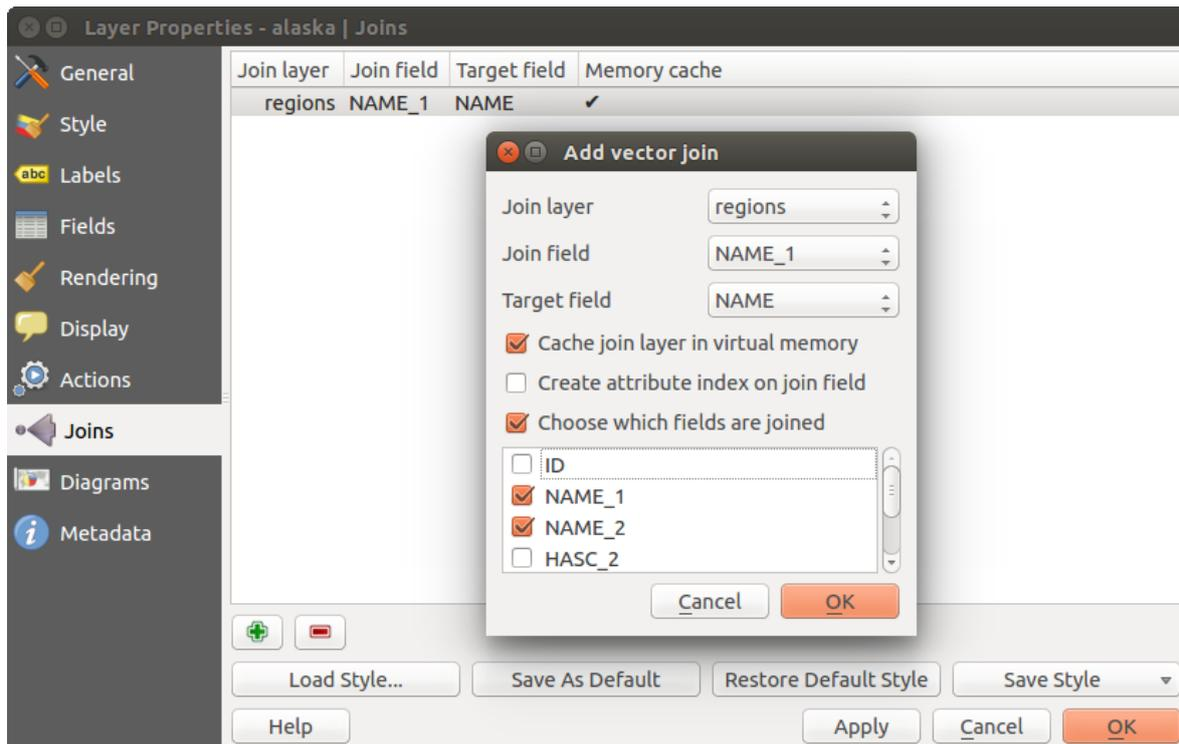 Layer Properties - alaska | Joins
General
Style
abc Labels
Fields
Rendering
Display
Actions
Joins
Diagrams
Metadata
Join layer Join field Target field Memory cache
regions NAME_1 NAME ✔
Add vector join
Join layer regions
Join field NAME_1
Target field NAME
Cache join layer in virtual memory
Create attribute index on join field
Choose which fields are joined
ID
NAME_1
NAME_2
HASC_2
Cancel OK
Load Style... Save As Default Restore Default Style Save Style
Help Apply Cancel OK